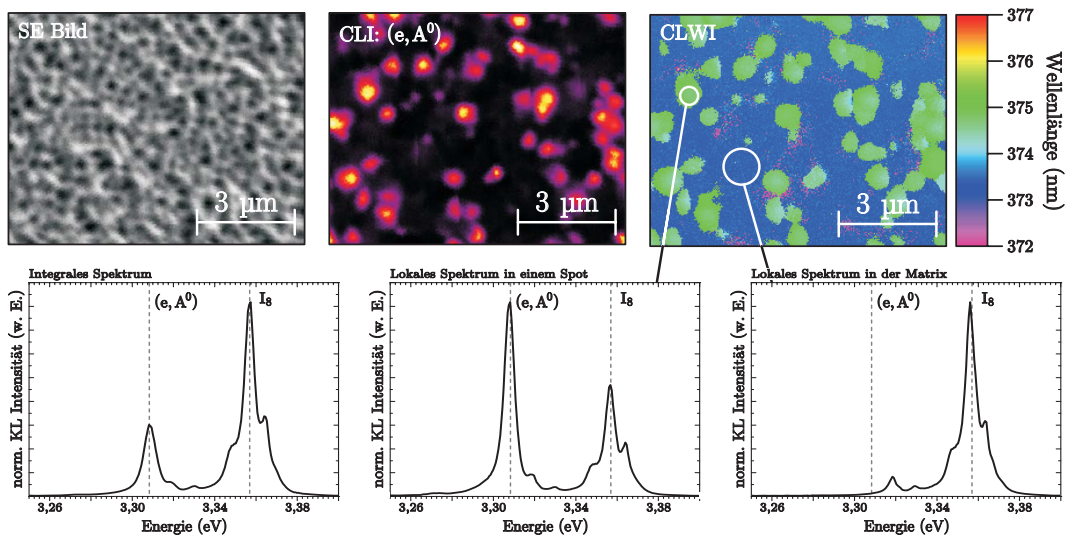 SE Bild
3 µm
CLI: (e, A⁰)
3 µm
CLWI
3 µm
377
376
375
374
373
372
Wellenlänge (nm)
Integrales Spektrum
(e, A⁰)
I₈
norm. KL Intensität (w. E.)
3,26
3,30
3,34
3,38
Energie (eV)
Lokales Spektrum in einem Spot
(e, A⁰)
I₈
norm. KL Intensität (w. E.)
3,26
3,30
3,34
3,38
Energie (eV)
Lokales Spektrum in der Matrix
(e, A⁰)
I₈
norm. KL Intensität (w. E.)
3,26
3,30
3,34
3,38
Energie (eV)